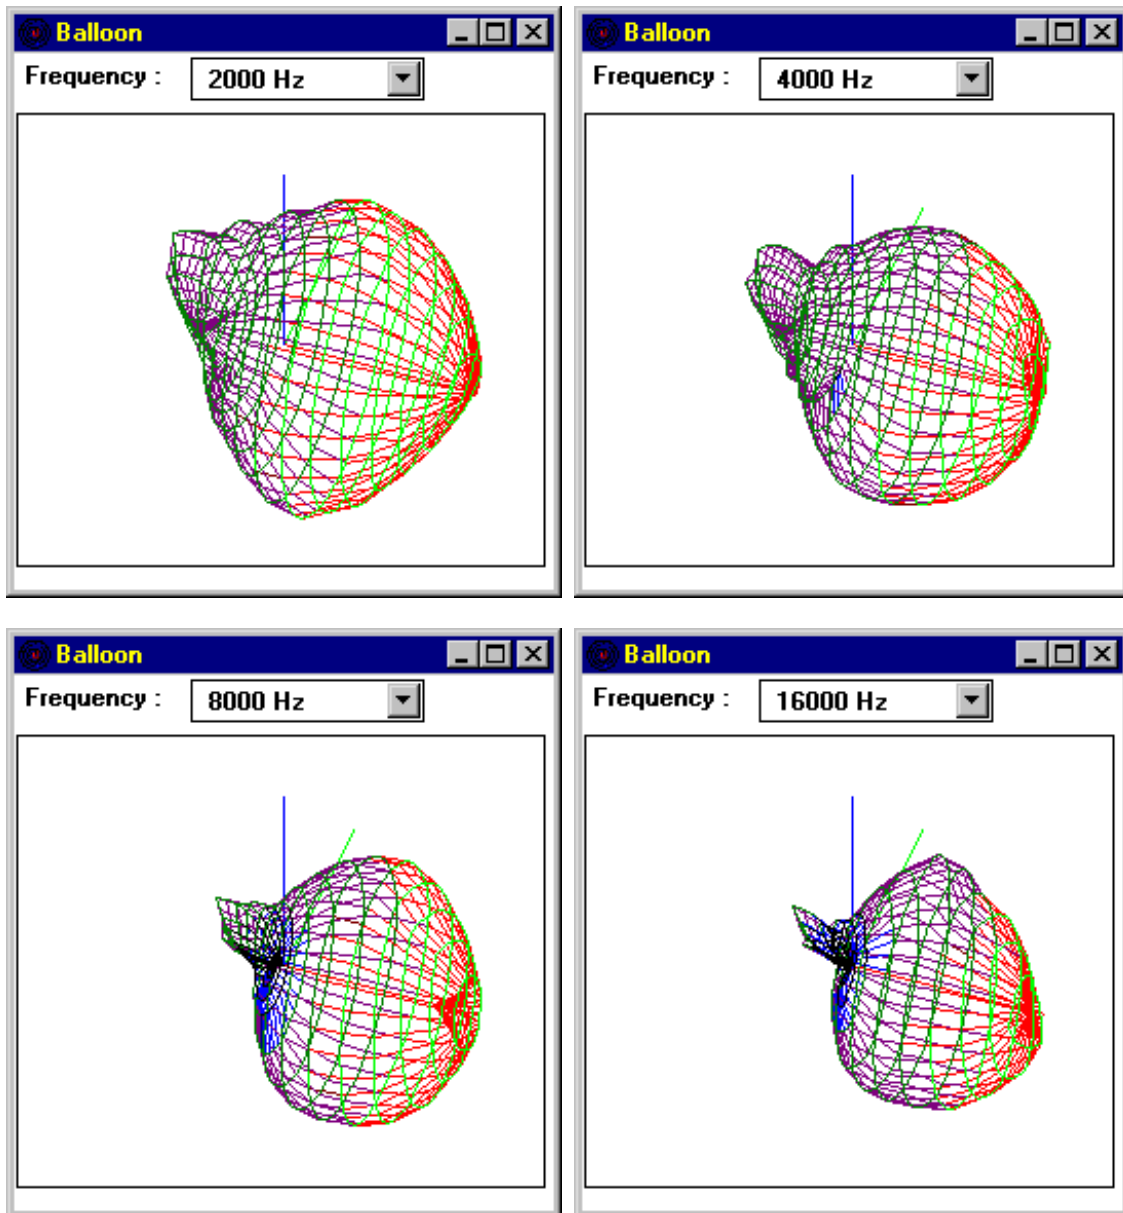 Balloon
Frequency : 2000 Hz
Balloon
Frequency : 4000 Hz
Balloon
Frequency : 8000 Hz
Balloon
Frequency : 16000 Hz